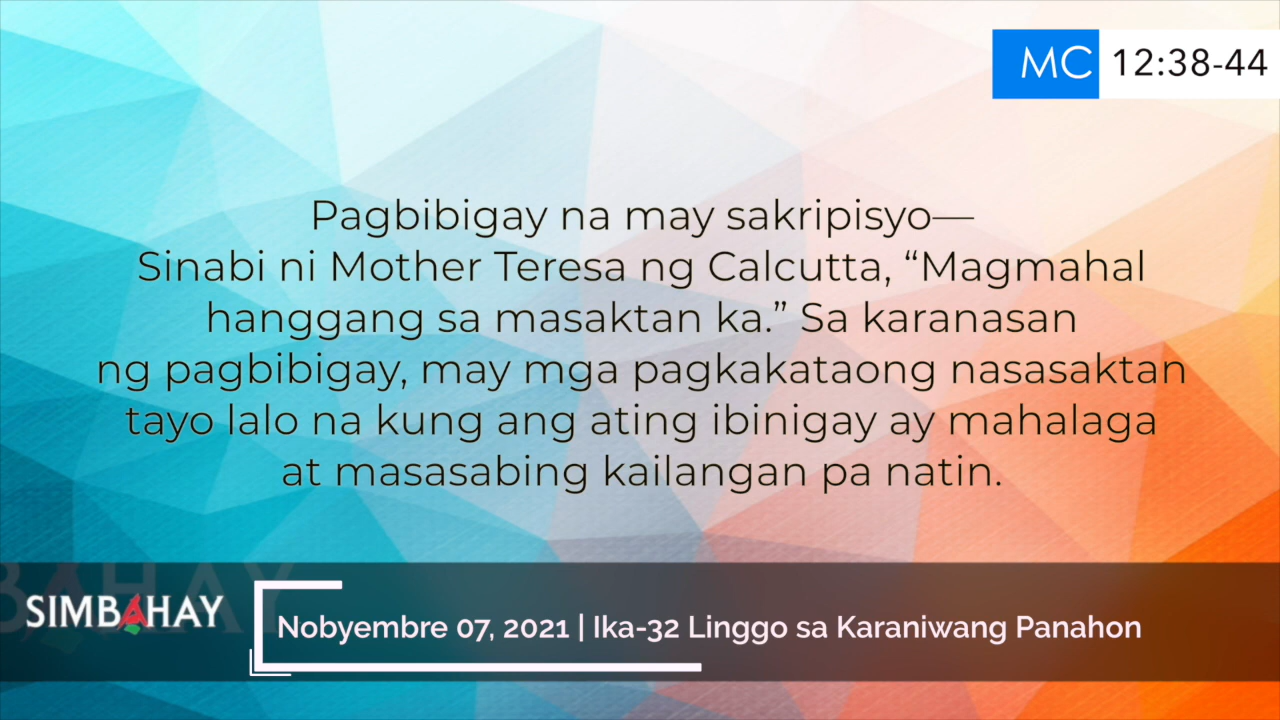 MC 12:38-44
Pagbibigay na may sakripisyo—
Sinabi ni Mother Teresa ng Calcutta, “Magmahal
hanggang sa masaktan ka.” Sa karanasan
ng pagbibigay, may mga pagkakataong nasasaktan
tayo lalo na kung ang ating ibinigay ay mahalaga
at masasabing kailangan pa natin.
SIMBAHAY
Nobyembre 07, 2021 | Ika-32 Linggo sa Karaniwang Panahon